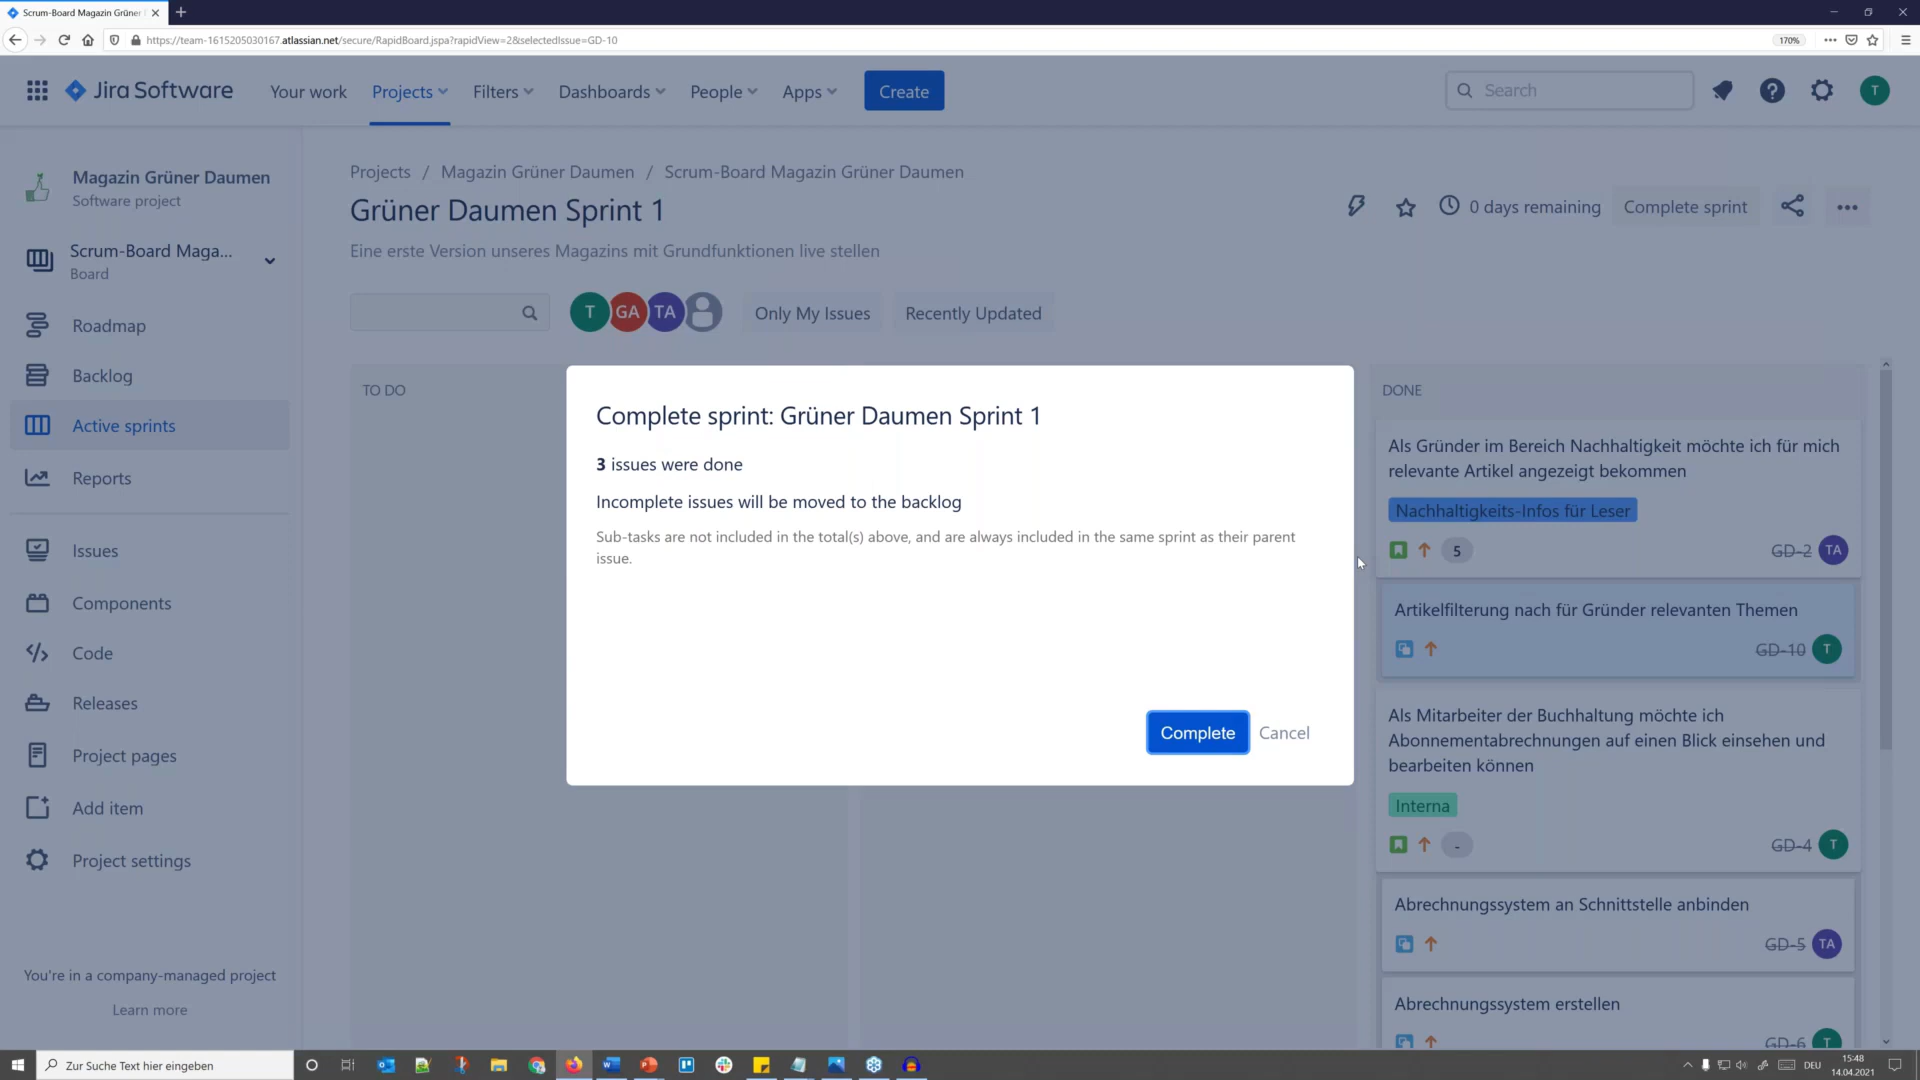 Scrum-Board Magazin Grüner
https://team-1615205030167.atlassian.net/secure/RapidBoard.jspa?rapidView=2&selectedIssue=GD-10
170%
Jira Software
Your work
Projects
Filters
Dashboards
People
Apps
Create
Search
T
Magazin Grüner Daumen
Software project
Scrum-Board Maga...
Board
Roadmap
Backlog
Active sprints
Reports
Issues
Components
Code
Releases
Project pages
Add item
Project settings
You're in a company-managed project
Learn more
Projects / Magazin Grüner Daumen / Scrum-Board Magazin Grüner Daumen
Grüner Daumen Sprint 1
0 days remaining
Complete sprint
Eine erste Version unseres Magazins mit Grundfunktionen live stellen
T GA TA
Only My Issues
Recently Updated
TO DO
Complete sprint: Grüner Daumen Sprint 1
3 issues were done
Incomplete issues will be moved to the backlog
Sub-tasks are not included in the total(s) above, and are always included in the same sprint as their parent
issue.
Complete
Cancel
DONE
Als Gründer im Bereich Nachhaltigkeit möchte ich für mich
relevante Artikel angezeigt bekommen
Nachhaltigkeits-Infos für Leser
5
GD-2 TA
Artikelfilterung nach für Gründer relevanten Themen
GD-10 T
Als Mitarbeiter der Buchhaltung möchte ich
Abonnementabrechnungen auf einen Blick einsehen und
bearbeiten können
Interna
-
GD-4 T
Abrechnungssystem an Schnittstelle anbinden
GD-5 TA
Abrechnungssystem erstellen
GD-6 T
Zur Suche Text hier eingeben
DEU
15:48
14.04.2021